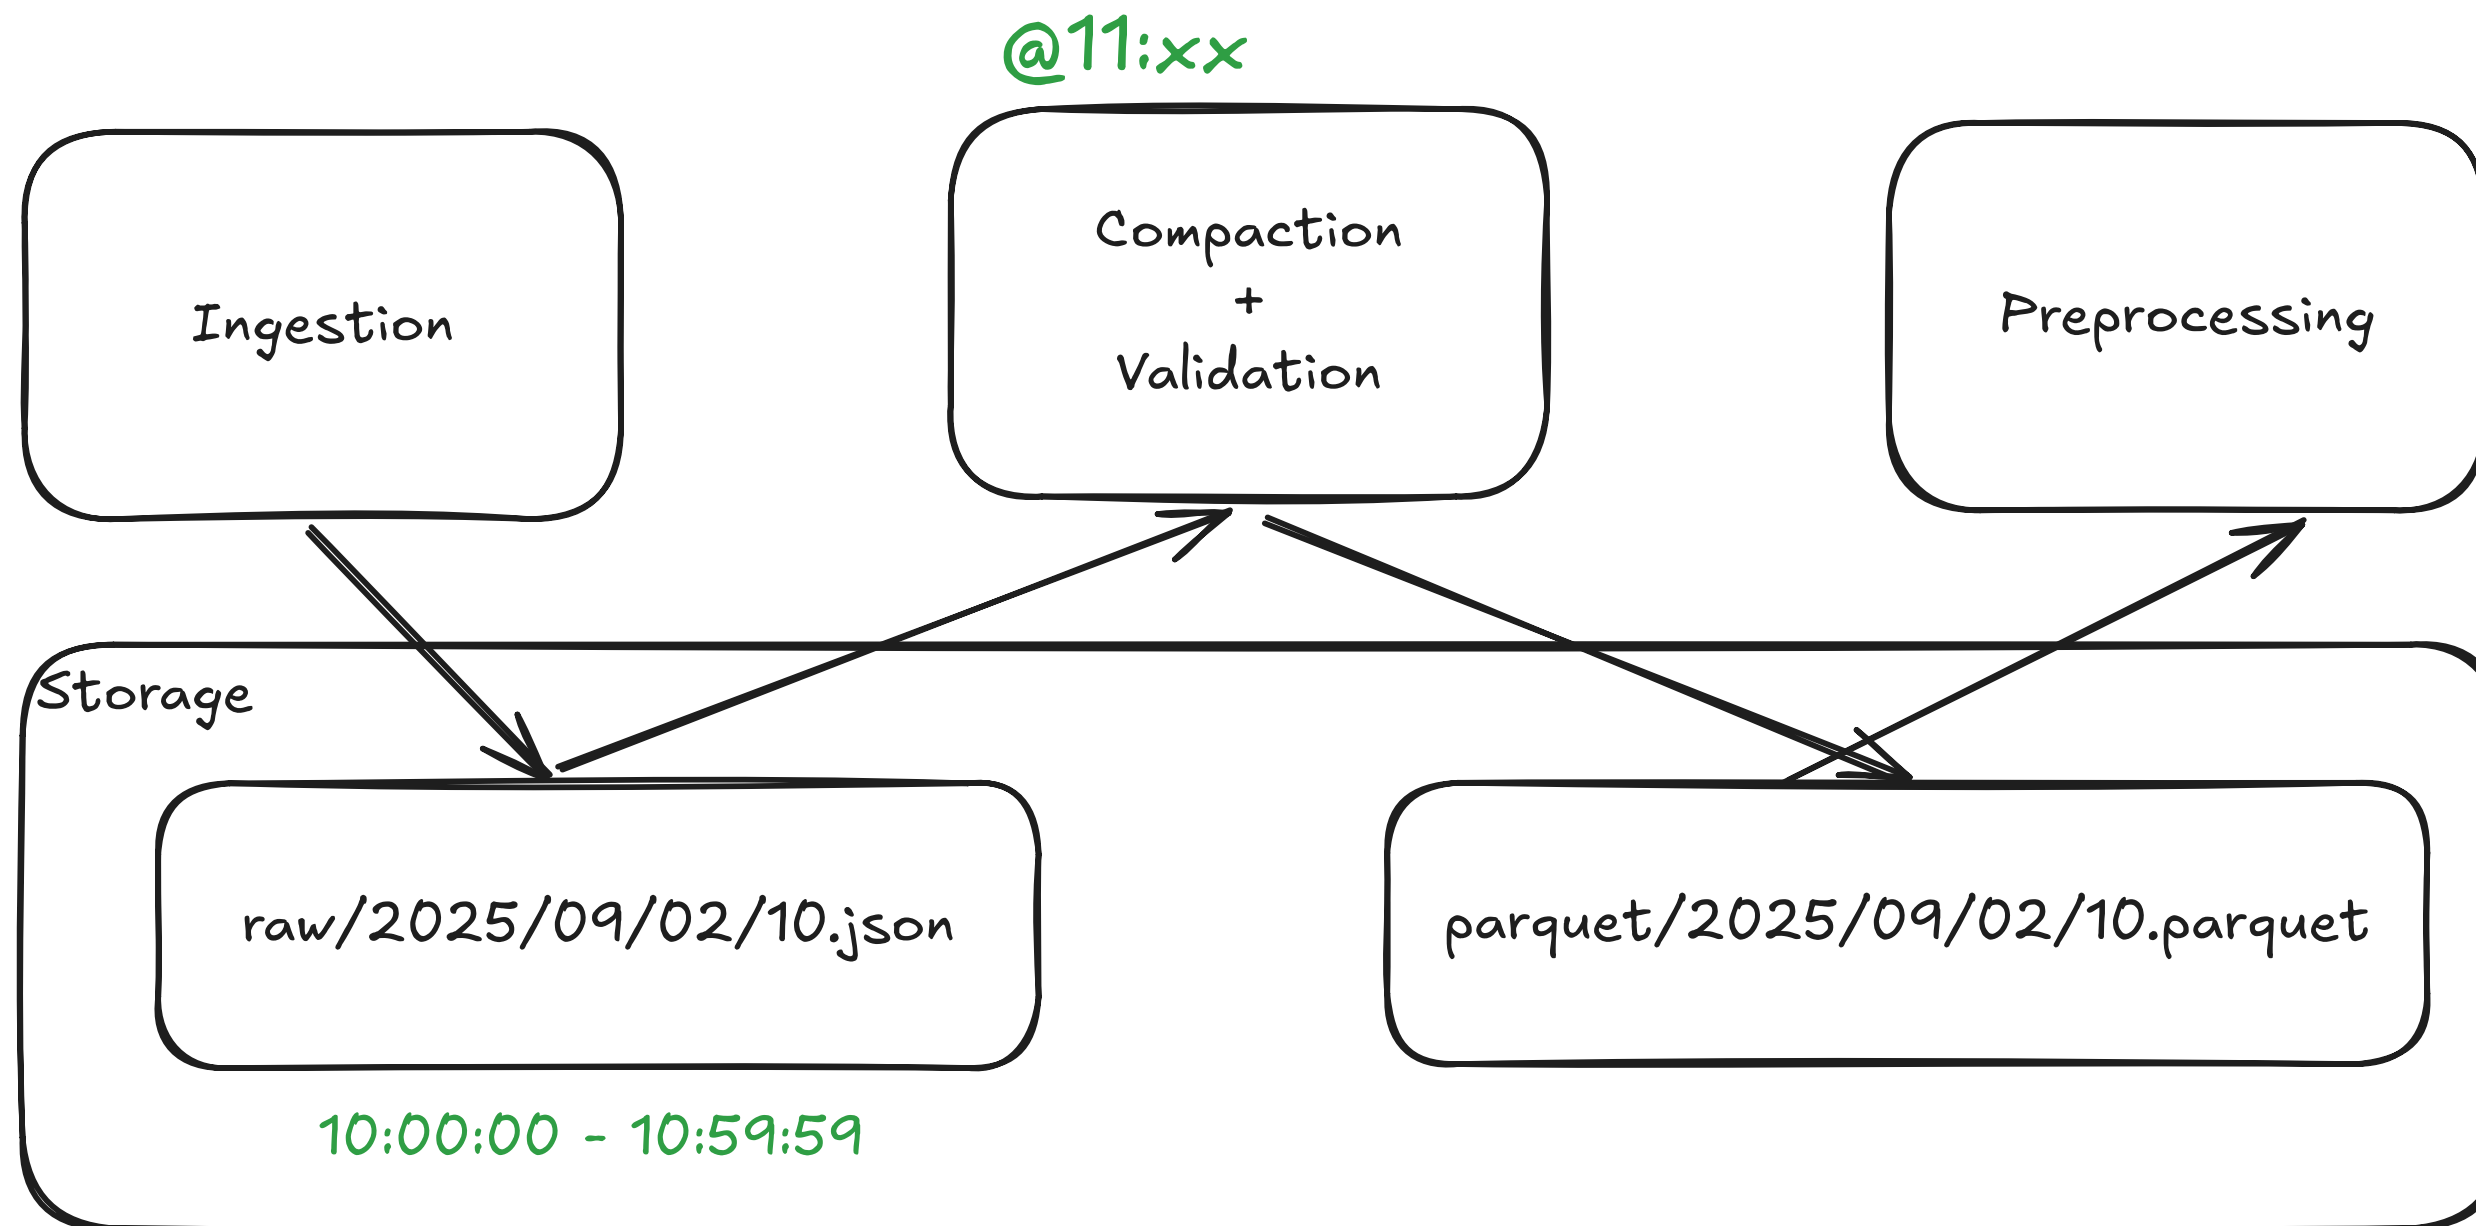 @11:xx
Ingestion
Compaction
+
Validation
Preprocessing
Storage
raw/2025/09/02/10.json
parquet/2025/09/02/10.parquet
10:00:00 - 10:59:59